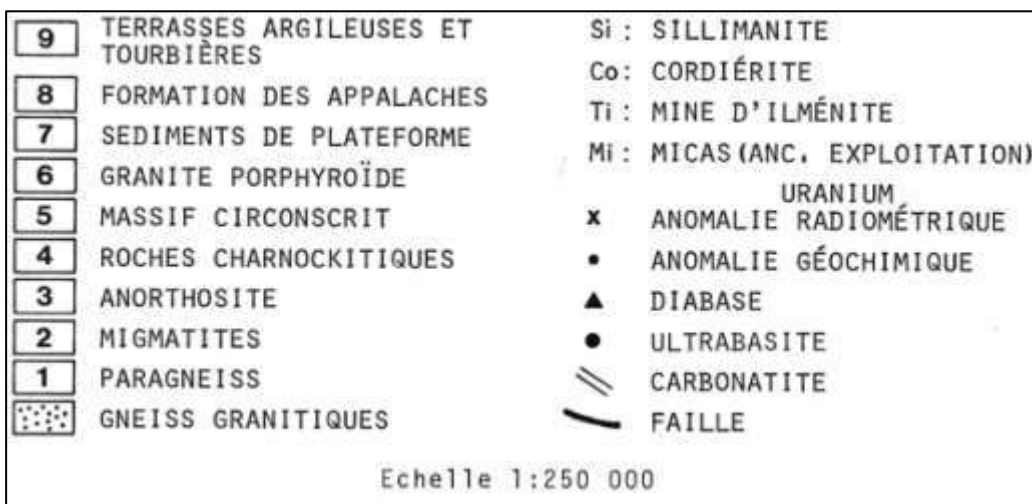 9 TERRASSES ARGILEUSES ET
TOURBIÈRES
8 FORMATION DES APPALACHES
7 SEDIMENTS DE PLATEFORME
6 GRANITE PORPHYROÏDE
5 MASSIF CIRCONSCRIT
4 ROCHES CHARNOCKITIQUES
3 ANORTHOSITE
2 MIGMATITES
1 PARAGNEISS
GNEISS GRANITIQUES
Si : SILLIMANITE
Co : CORDIÉRITE
Ti : MINE D'ILMÉNITE
Mi : MICAS (ANC. EXPLOITATION)
URANIUM
x ANOMALIE RADIOMÉTRIQUE
• ANOMALIE GÉOCHIMIQUE
▲ DIABASE
● ULTRABASITE
CARBONATITE
FAILLE
Echelle 1:250 000